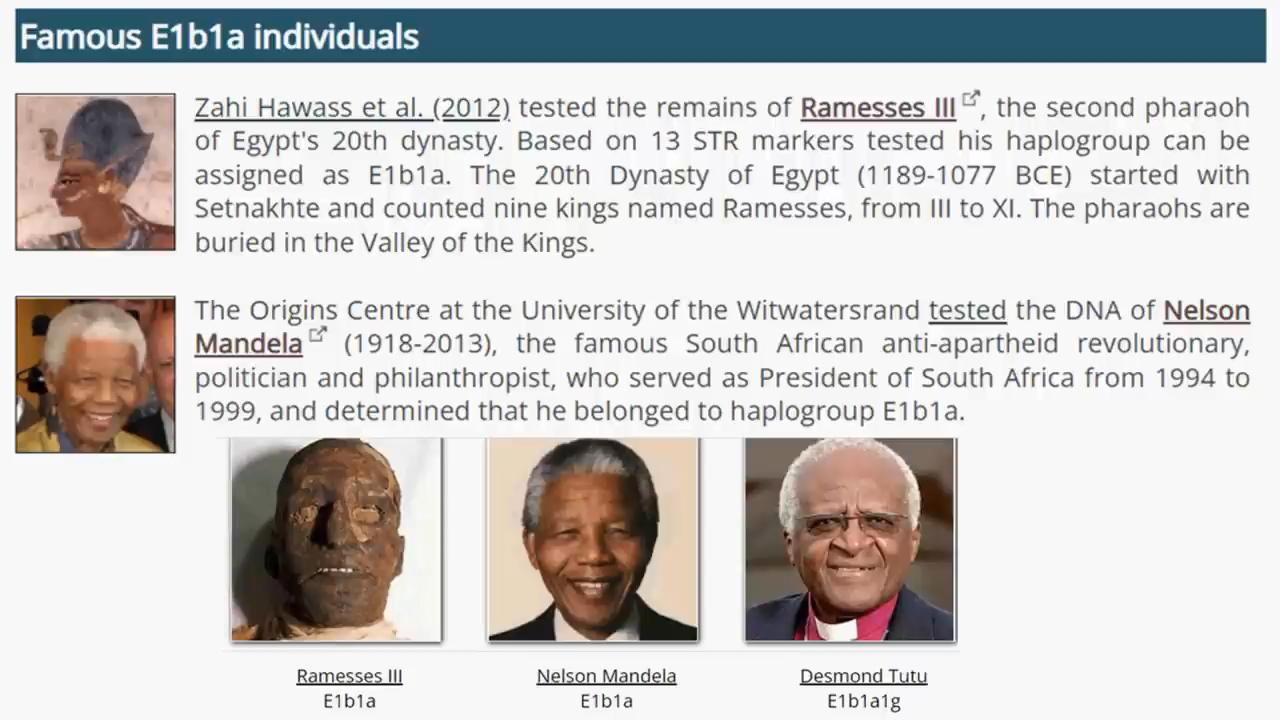 Famous E1b1a individuals
Zahi Hawass et al. (2012) tested the remains of Ramesses III, the second pharaoh
of Egypt's 20th dynasty. Based on 13 STR markers tested his haplogroup can be
assigned as E1b1a. The 20th Dynasty of Egypt (1189-1077 BCE) started with
Setnakhte and counted nine kings named Ramesses, from III to XI. The pharaohs are
buried in the Valley of the Kings.
The Origins Centre at the University of the Witwatersrand tested the DNA of Nelson
Mandela (1918-2013), the famous South African anti-apartheid revolutionary,
politician and philanthropist, who served as President of South Africa from 1994 to
1999, and determined that he belonged to haplogroup E1b1a.
Ramesses III Nelson Mandela Desmond Tutu
E1b1a E1b1a E1b1a1g